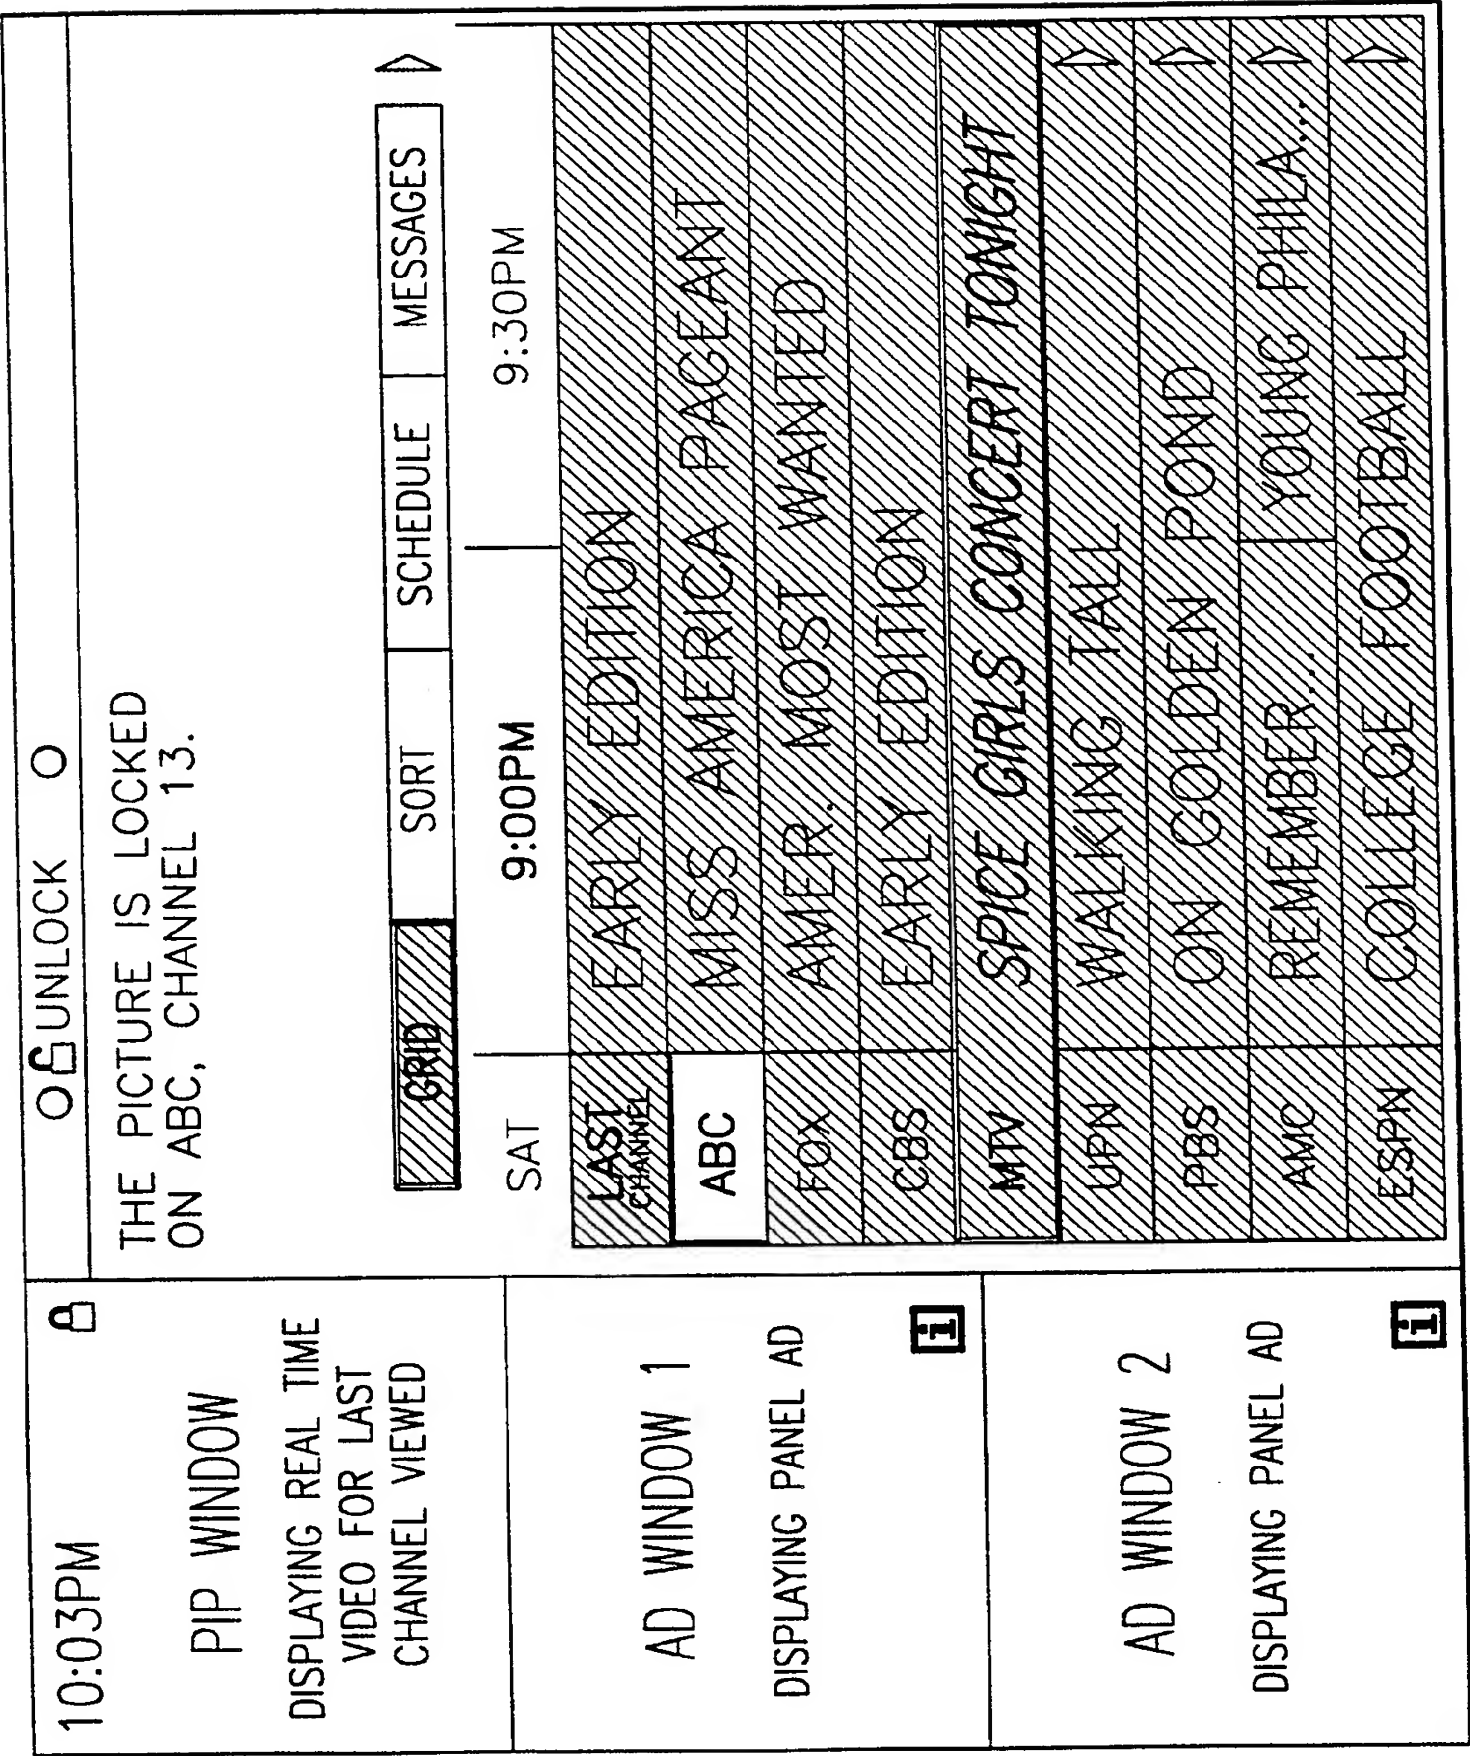 10:03PM
PIP WINDOW
DISPLAYING REAL TIME
VIDEO FOR LAST
CHANNEL VIEWED
AD WINDOW 1
DISPLAYING PANEL AD
i
AD WINDOW 2
DISPLAYING PANEL AD
i
UNLOCK
THE PICTURE IS LOCKED
ON ABC, CHANNEL 13.
GRID SORT SCHEDULE MESSAGES
SAT 9:00PM 9:30PM
LAST CHANNEL EARLY EDITION
ABC MISS AMERICA PAGEANT
FOX AMER. MOST WANTED
CBS EARLY EDITION
MTV SPICE GIRLS CONCERT TONIGHT
UPN WALKING TALL
PBS ON GOLDEN POND
AMC REMEMBER... YOUNG PHILA...
ESPN COLLEGE FOOTBALL